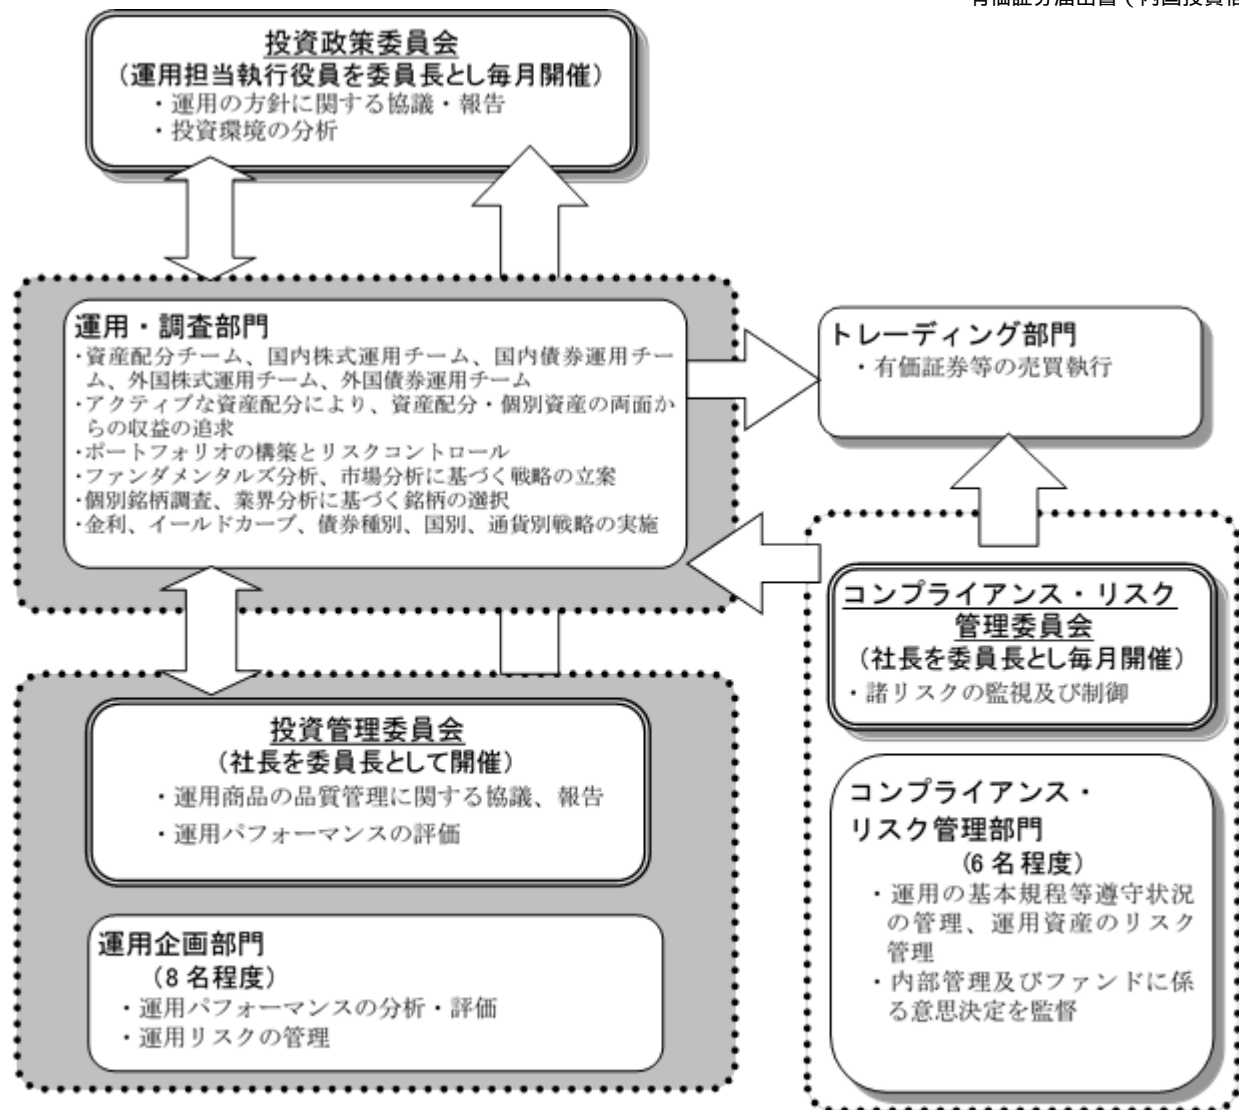 投資政策委員会
(運用担当執行役員を委員長とし毎月開催)
・運用の方針に関する協議・報告
・投資環境の分析
運用・調査部門
・資産配分チーム、国内株式運用チーム、国内債券運用チー
ム、外国株式運用チーム、外国債券運用チーム
・アクティブな資産配分により、資産配分・個別資産の両面か
らの収益の追求
・ポートフォリオの構築とリスクコントロール
・ファンダメンタルズ分析、市場分析に基づく戦略の立案
・個別銘柄調査、業界分析に基づく銘柄の選択
・金利、イールドカーブ、債券種別、国別、通貨別戦略の実施
トレーディング部門
・有価証券等の売買執行
コンプライアンス・リスク
管理委員会
(社長を委員長とし毎月開催)
・諸リスクの監視及び制御
投資管理委員会
(社長を委員長として開催)
・運用商品の品質管理に関する協議、報告
・運用パフォーマンスの評価
コンプライアンス・
リスク管理部門
(6名程度)
・運用の基本規程等遵守状況
の管理、運用資産のリスク
管理
・内部管理及びファンドに係
る意思決定を監督
運用企画部門
(8名程度)
・運用パフォーマンスの分析・評価
・運用リスクの管理